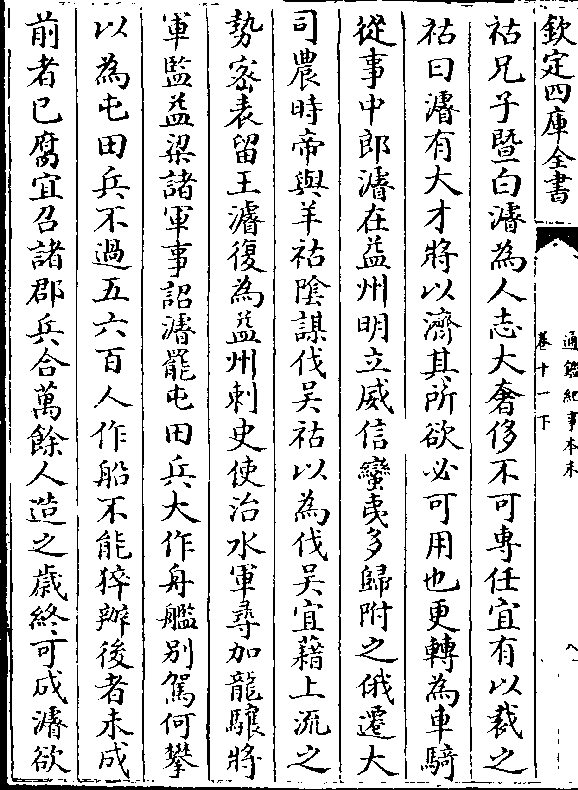 欽定四庫全書
通鑑紀事本末
卷十一下
八
祜兄子暨白濬為人志大奢侈不可專任宜有以裁之
祜曰濬有大才將以濟其所欲必可用也更轉為車騎
從事中郎濬在益州明立威信蠻夷多歸附之俄遷大
司農時帝與羊祜陰謀伐吳祜以為伐吳宜藉上流之
勢密表留王濬復為益州刺史使治水軍尋加龍驤將
軍監益梁諸軍事詔濬罷屯田兵大作舟艦別駕何攀
以為屯田兵不過五六百人作船不能猝辦後者未成
前者已腐宜召諸郡兵合萬餘人造之歲終可成濬欲